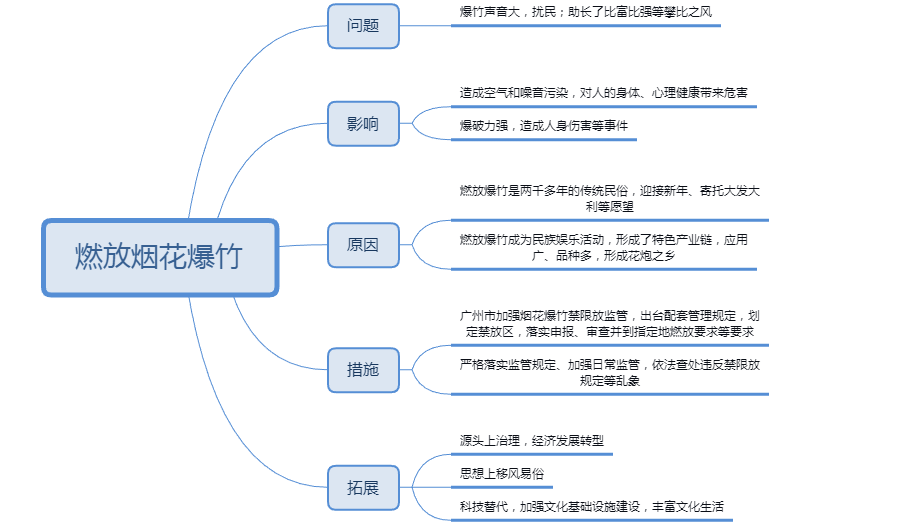 燃放烟花爆竹
问题
爆竹声音大，扰民；助长了比富比强等攀比之风
影响
造成空气和噪音污染，对人的身体、心理健康带来危害
爆破力强，造成人身伤害等事件
原因
燃放爆竹是两千多年的传统民俗，迎接新年、寄托大发大
利等愿望
燃放爆竹成为民族娱乐活动，形成了特色产业链，应用
广、品种多，形成花炮之乡
措施
广州市加强烟花爆竹禁限放监管，出台配套管理规定，划
定禁放区，落实申报、审查并到指定地燃放要求等要求
严格落实监管规定、加强日常监管，依法查处违反禁限放
规定等乱象
拓展
源头上治理，经济发展转型
思想上移风易俗
科技替代，加强文化基础设施建设，丰富文化生活